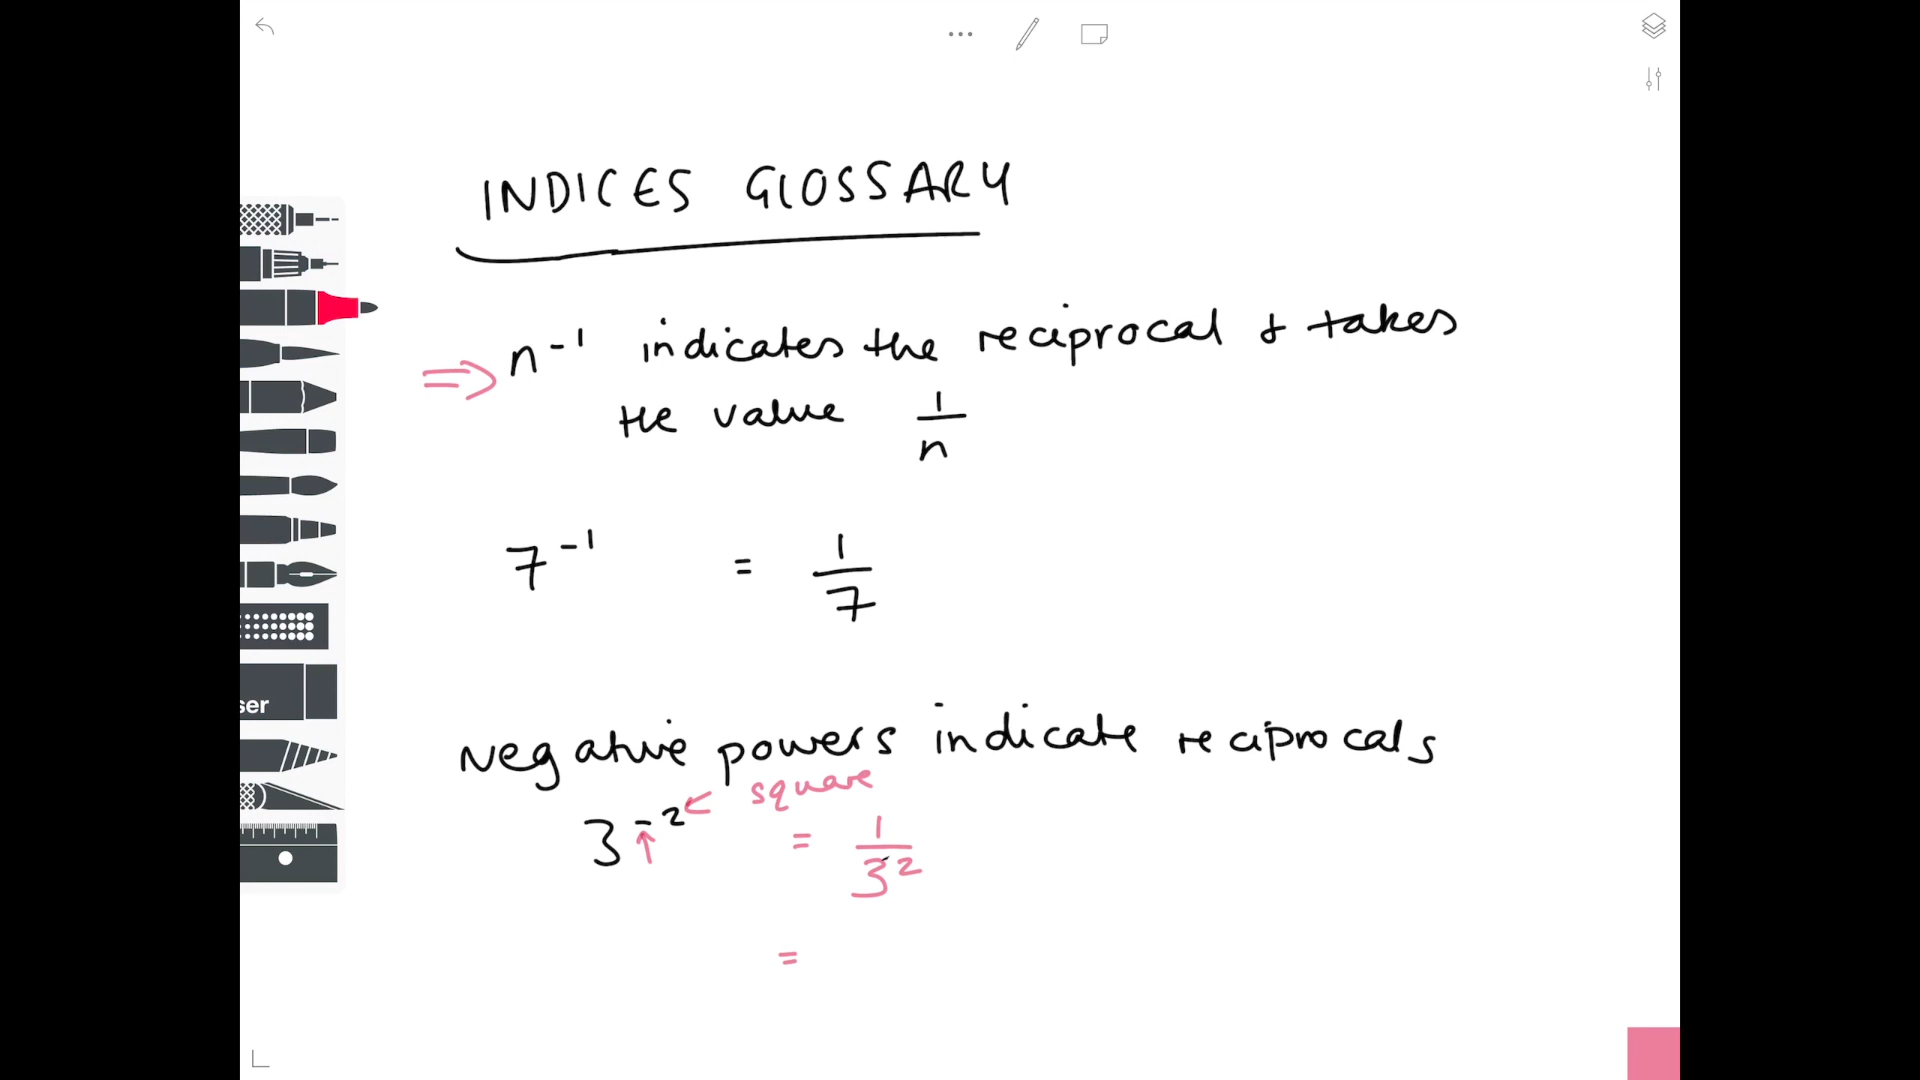 INDICES GLOSSARY
n⁻¹ indicates the reciprocal & takes
the value 1/n
7⁻¹ = 1/7
Negative powers indicate reciprocals
square
3⁻² = 1/3²
=
ser